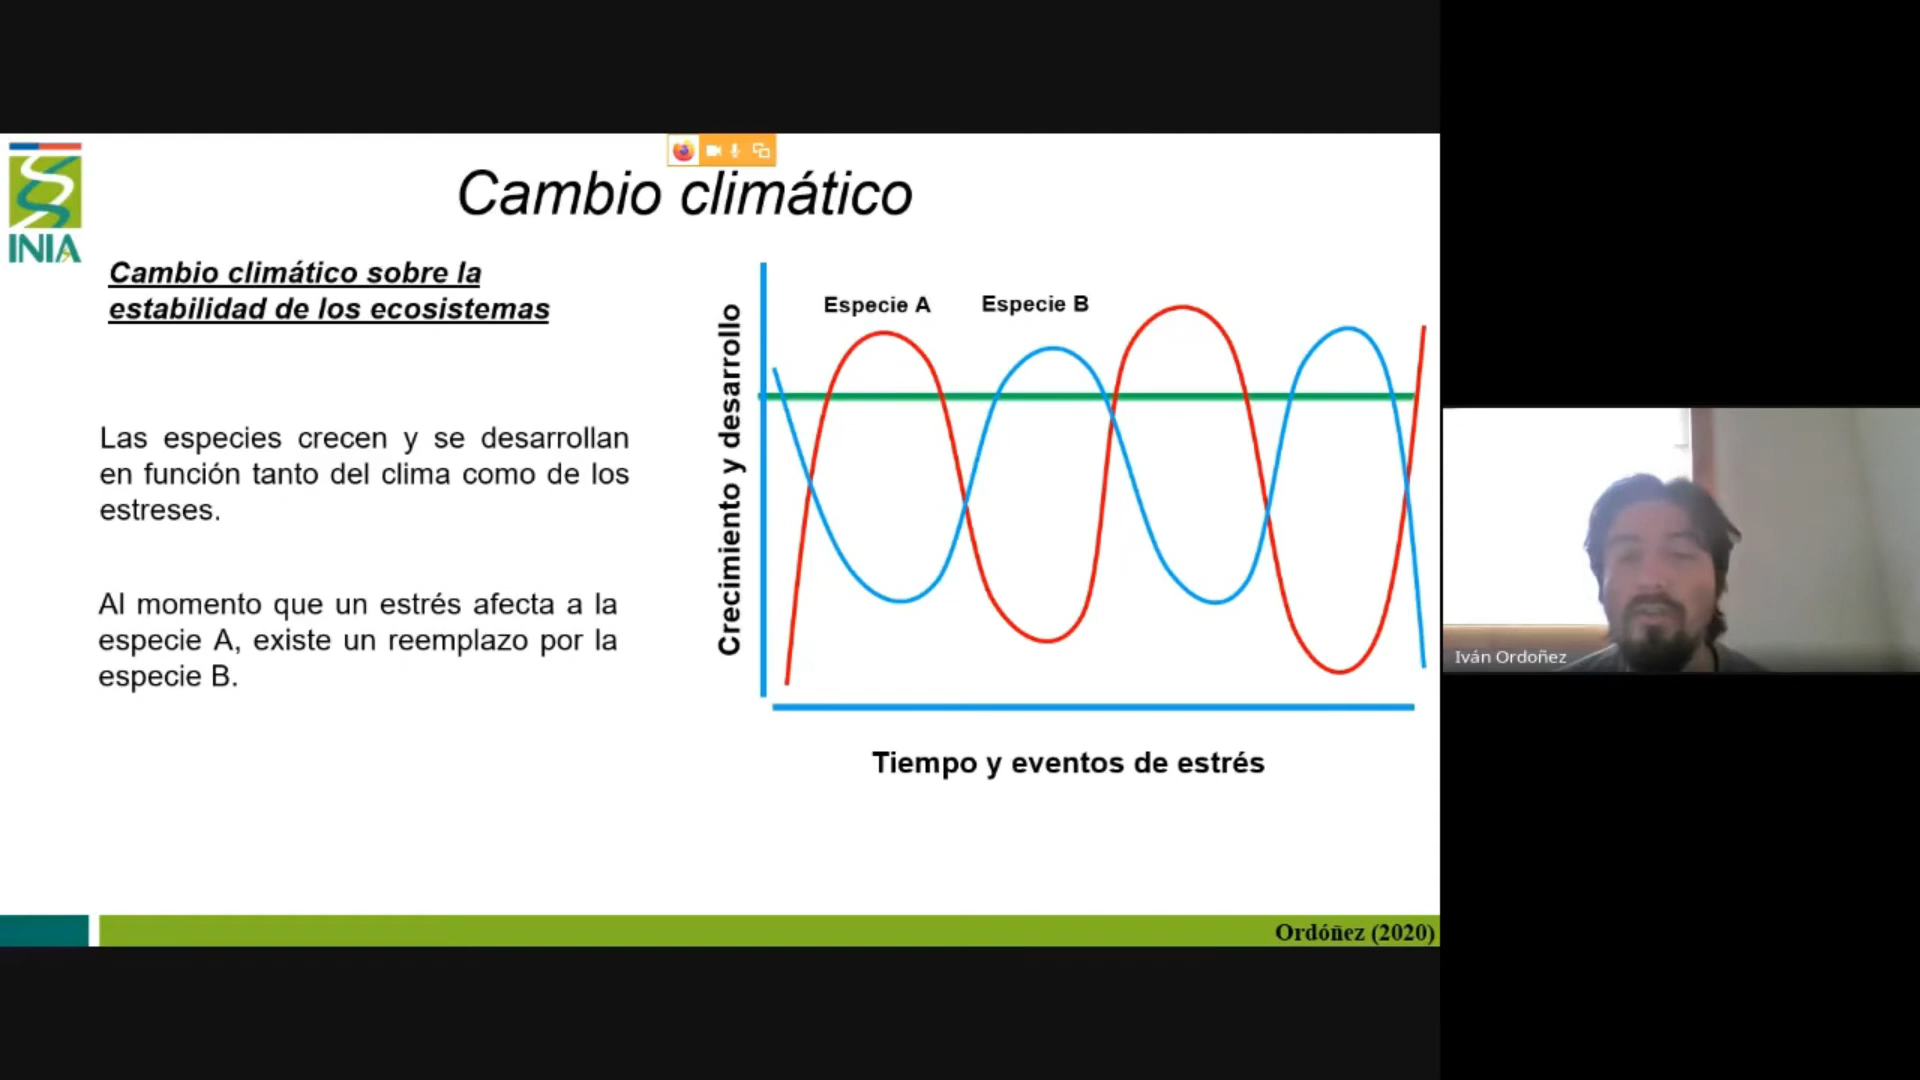 INIA
Cambio climático
Cambio climático sobre la
estabilidad de los ecosistemas
Las especies crecen y se desarrollan
en función tanto del clima como de los
estreses.
Al momento que un estrés afecta a la
especie A, existe un reemplazo por la
especie B.
Crecimiento y desarrollo
Especie A
Especie B
Tiempo y eventos de estrés
Ordóñez (2020)
Iván Ordoñez